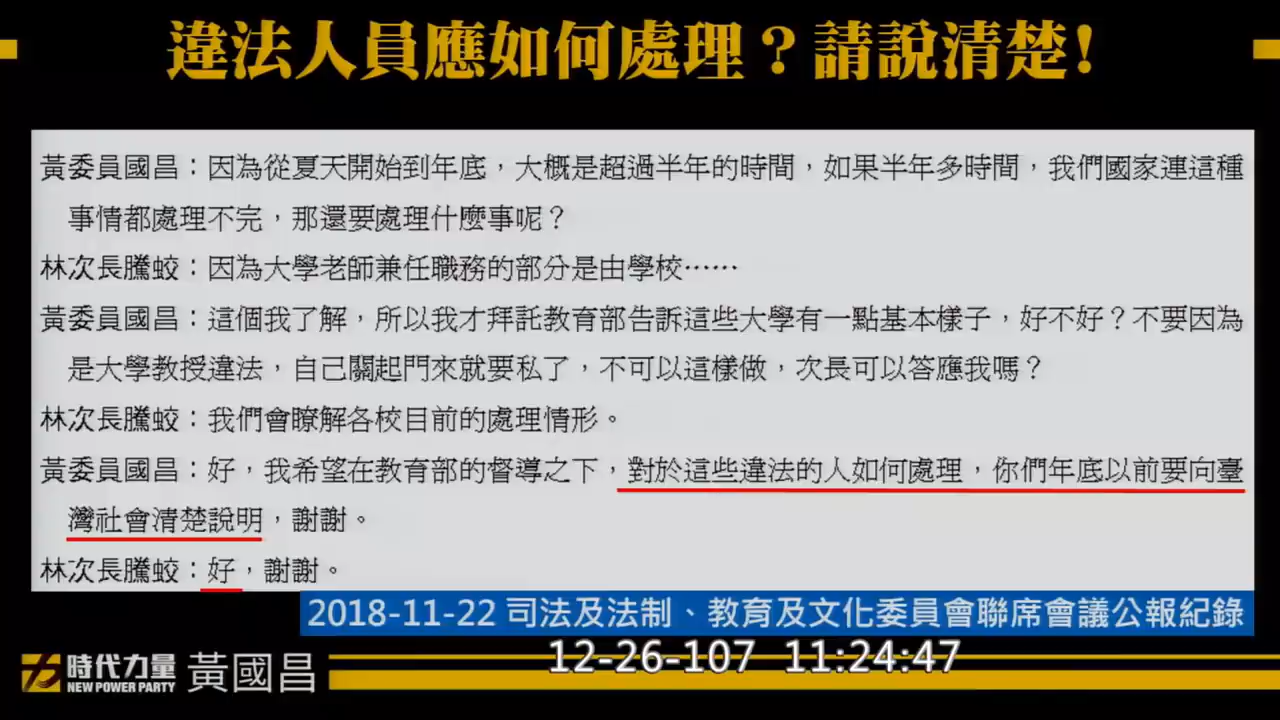 違法人員應如何處理？請說清楚！
黃委員國昌：因為從夏天開始到年底，大概是超過半年的時間，如果半年多時間，我們國家連這種
事情都處理不完，那還要處理什麼事呢？
林次長騰蛟：因為大學老師兼任職務的部分是由學校……
黃委員國昌：這個我了解，所以我才拜託教育部告訴這些大學有一點基本樣子，好不好？不要因為
是大學教授違法，自己關起門來就要私了，不可以這樣做，次長可以答應我嗎？
林次長騰蛟：我們會瞭解各校目前的處理情形。
黃委員國昌：好，我希望在教育部的督導之下，對於這些違法的人如何處理，你們年底以前要向臺
灣社會清楚說明，謝謝。
林次長騰蛟：好，謝謝。
2018-11-22 司法及法制、教育及文化委員會聯席會議公報紀錄
12-26-107 11:24:47
時代力量 黃國昌
NEW POWER PARTY